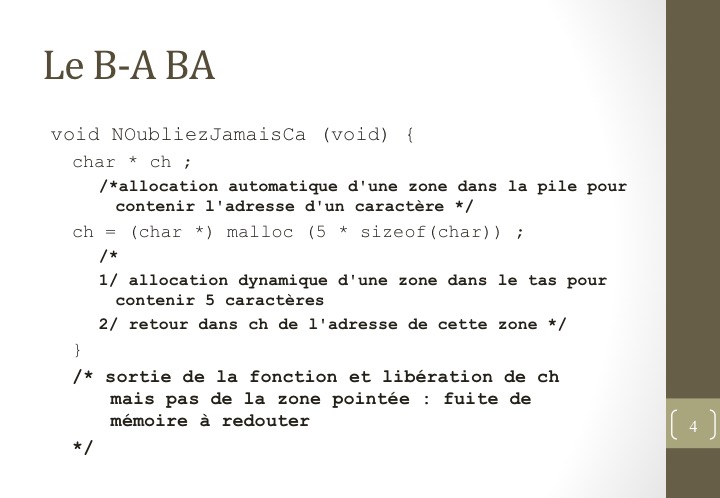 Le B-A BA
void NOubliezJamaisCa (void) {
char * ch ;
/*allocation automatique d'une zone dans la pile pour
contenir l'adresse d'un caractère */
ch = (char *) malloc (5 * sizeof(char)) ;
/*
1/ allocation dynamique d'une zone dans le tas pour
contenir 5 caractères
2/ retour dans ch de l'adresse de cette zone */
}
/* sortie de la fonction et libération de ch
mais pas de la zone pointée : fuite de
mémoire à redouter
*/
4